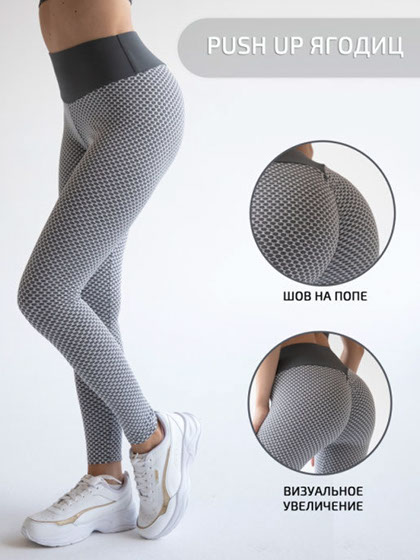 PUSH UP ЯГОДИЦ
ШОВ НА ПОПЕ
ВИЗУАЛЬНОЕ
УВЕЛИЧЕНИЕ